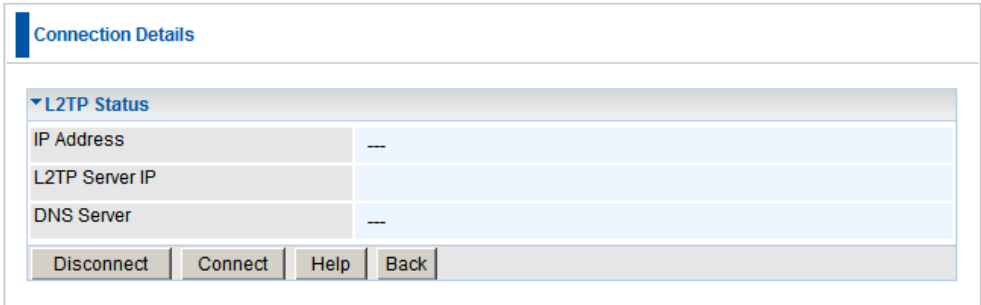 Connection Details
L2TP Status
IP Address ---
L2TP Server IP
DNS Server ---
Disconnect Connect Help Back